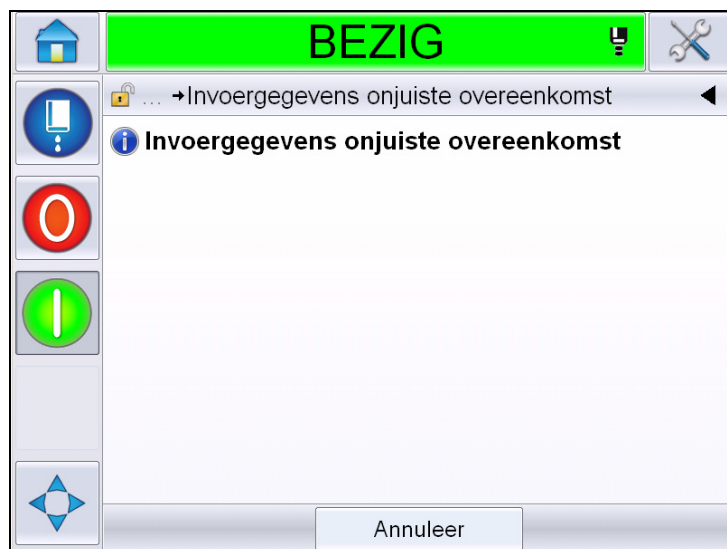 BEZIG
... →Invoergegevens onjuiste overeenkomst
Invoergegevens onjuiste overeenkomst
Annuleer